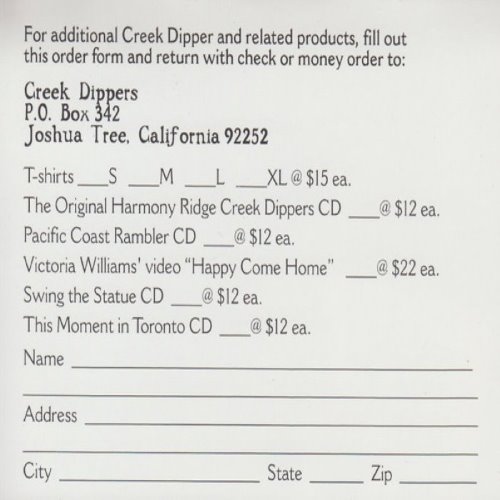 For additional Creek Dipper and related products, fill out
this order form and return with check or money order to:
Creek Dippers
P.O. Box 342
Joshua Tree, California 92252
T-shirts ___S ___M ___L ___XL @ $15 ea.
The Original Harmony Ridge Creek Dippers CD ___@ $12 ea.
Pacific Coast Rambler CD ___@ $12 ea.
Victoria Williams' video "Happy Come Home" ___@ $22 ea.
Swing the Statue CD ___@ $12 ea.
This Moment in Toronto CD ___@ $12 ea.
Name
Address
City State Zip